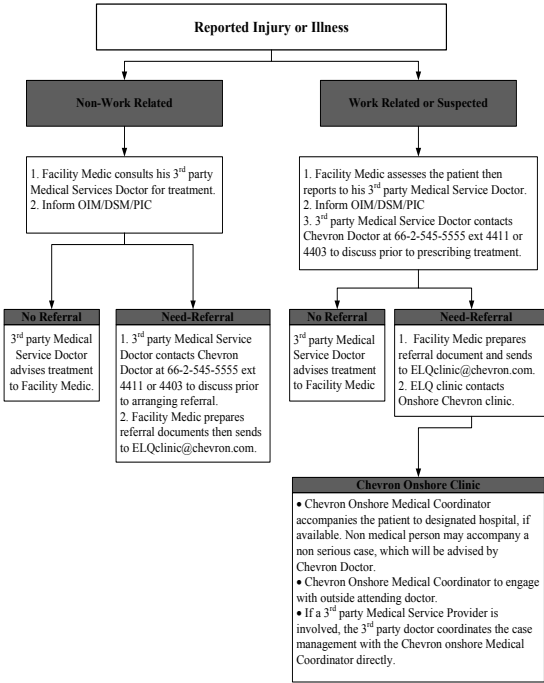 Reported Injury or Illness
Non-Work Related
Work Related or Suspected
1. Facility Medic consults his 3rd party
Medical Services Doctor for treatment.
2. Inform OIM/DSM/PIC
1. Facility Medic assesses the patient then
reports to his 3rd party Medical Service Doctor.
2. Inform OIM/DSM/PIC
3. 3rd party Medical Service Doctor contacts
Chevron Doctor at 66-2-545-5555 ext 4411 or
4403 to discuss prior to prescribing treatment.
No Referral
3rd party Medical
Service Doctor
advises treatment
to Facility Medic.
Need-Referral
1. 3rd party Medical Service
Doctor contacts Chevron
Doctor at 66-2-545-5555 ext
4411 or 4403 to discuss prior
to arranging referral.
2. Facility Medic prepares
referral documents then sends
to ELQclinic@chevron.com.
No Referral
3rd party Medical
Service Doctor
advises treatment
to Facility Medic
Need-Referral
1. Facility Medic prepares
referral document and sends
to ELQclinic@chevron.com.
2. ELQ clinic contacts
Onshore Chevron clinic.
Chevron Onshore Clinic
• Chevron Onshore Medical Coordinator
accompanies the patient to designated hospital, if
available. Non medical person may accompany a
non serious case, which will be advised by
Chevron Doctor.
• Chevron Onshore Medical Coordinator to engage
with outside attending doctor.
• If a 3rd party Medical Service Provider is
involved, the 3rd party doctor coordinates the case
management with the Chevron onshore Medical
Coordinator directly.